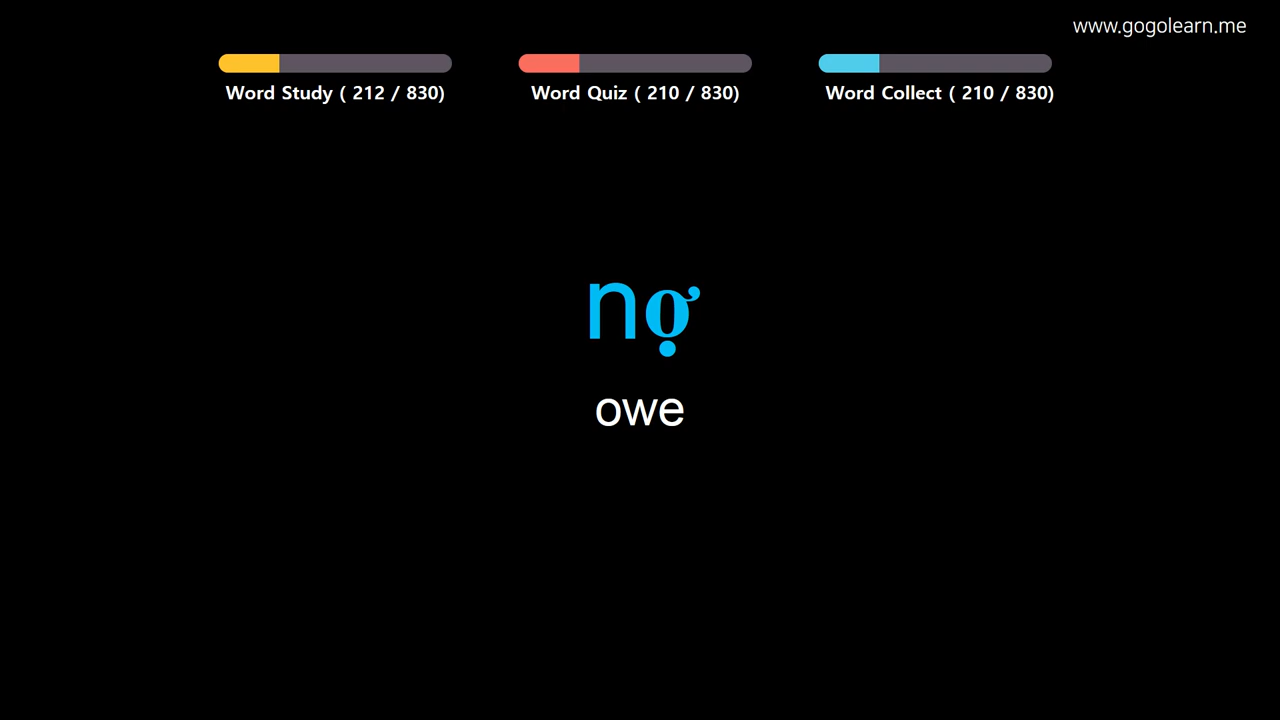 www.gogolearn.me
Word Study ( 212 / 830)
Word Quiz ( 210 / 830)
Word Collect ( 210 / 830)
nợ
owe